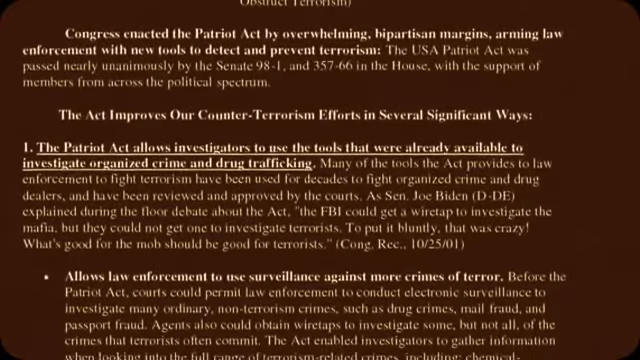 Obstruct Terrorism)
Congress enacted the Patriot Act by overwhelming, bipartisan margins, arming law
enforcement with new tools to detect and prevent terrorism: The USA Patriot Act was
passed nearly unanimously by the Senate 98-1, and 357-66 in the House, with the support of
members from across the political spectrum.
The Act Improves Our Counter-Terrorism Efforts in Several Significant Ways:
1. The Patriot Act allows investigators to use the tools that were already available to
investigate organized crime and drug trafficking. Many of the tools the Act provides to law
enforcement to fight terrorism have been used for decades to fight organized crime and drug
dealers, and have been reviewed and approved by the courts. As Sen. Joe Biden (D-DE)
explained during the floor debate about the Act, "the FBI could get a wiretap to investigate the
mafia, but they could not get one to investigate terrorists. To put it bluntly, that was crazy!
What's good for the mob should be good for terrorists." (Cong. Rec., 10/25/01)
• Allows law enforcement to use surveillance against more crimes of terror. Before the
Patriot Act, courts could permit law enforcement to conduct electronic surveillance to
investigate many ordinary, non-terrorism crimes, such as drug crimes, mail fraud, and
passport fraud. Agents also could obtain wiretaps to investigate some, but not all, of the
crimes that terrorists often commit. The Act enabled investigators to gather information
when looking into the full range of terrorism-related crimes, including: chemical-